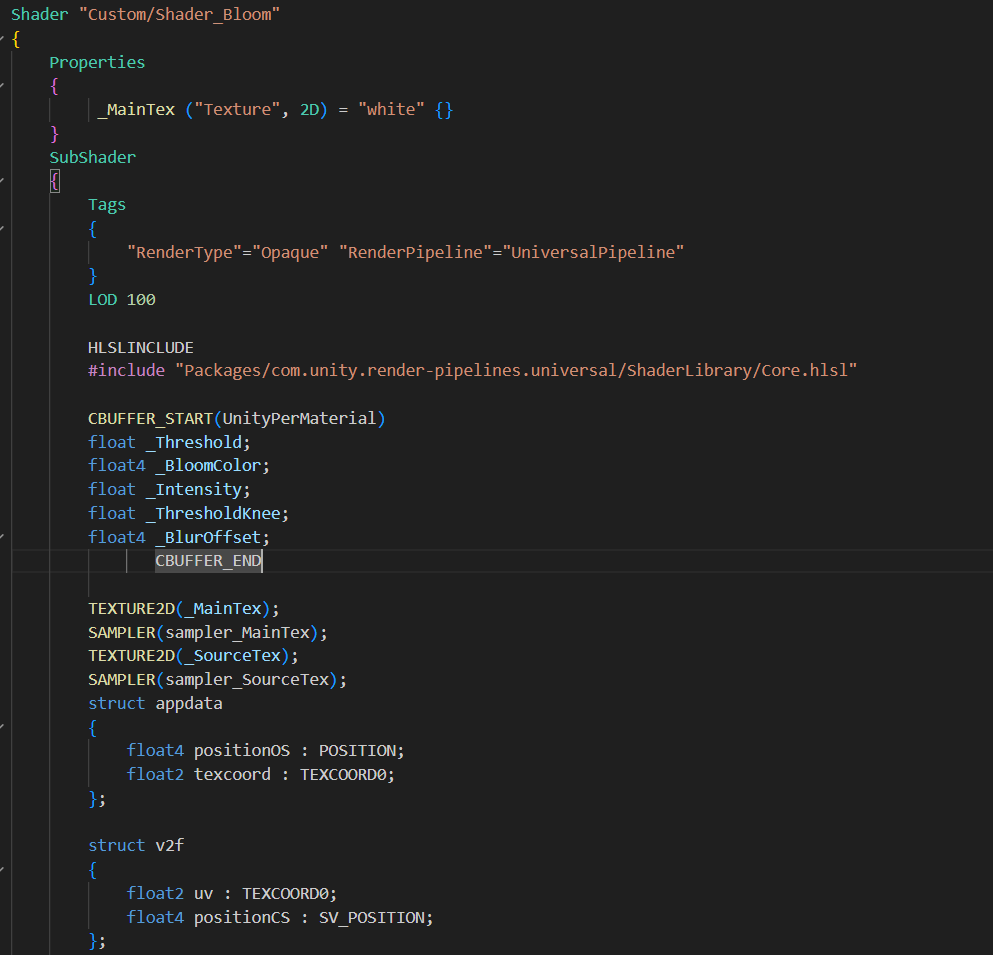 Shader "Custom/Shader_Bloom"
{
    Properties
    {
         _MainTex ("Texture", 2D) = "white" {}
    }
    SubShader
    {
        Tags
        {
            "RenderType"="Opaque" "RenderPipeline"="UniversalPipeline"
        }
        LOD 100

        HLSLINCLUDE
        #include "Packages/com.unity.render-pipelines.universal/ShaderLibrary/Core.hlsl"

        CBUFFER_START(UnityPerMaterial)
        float _Threshold;
        float4 _BloomColor;
        float _Intensity;
        float _ThresholdKnee;
        float4 _BlurOffset;
               CBUFFER_END

        TEXTURE2D(_MainTex);
        SAMPLER(sampler_MainTex);
        TEXTURE2D(_SourceTex);
        SAMPLER(sampler_SourceTex);
        struct appdata
        {
            float4 positionOS : POSITION;
            float2 texcoord : TEXCOORD0;
        };

        struct v2f
        {
            float2 uv : TEXCOORD0;
            float4 positionCS : SV_POSITION;
        };